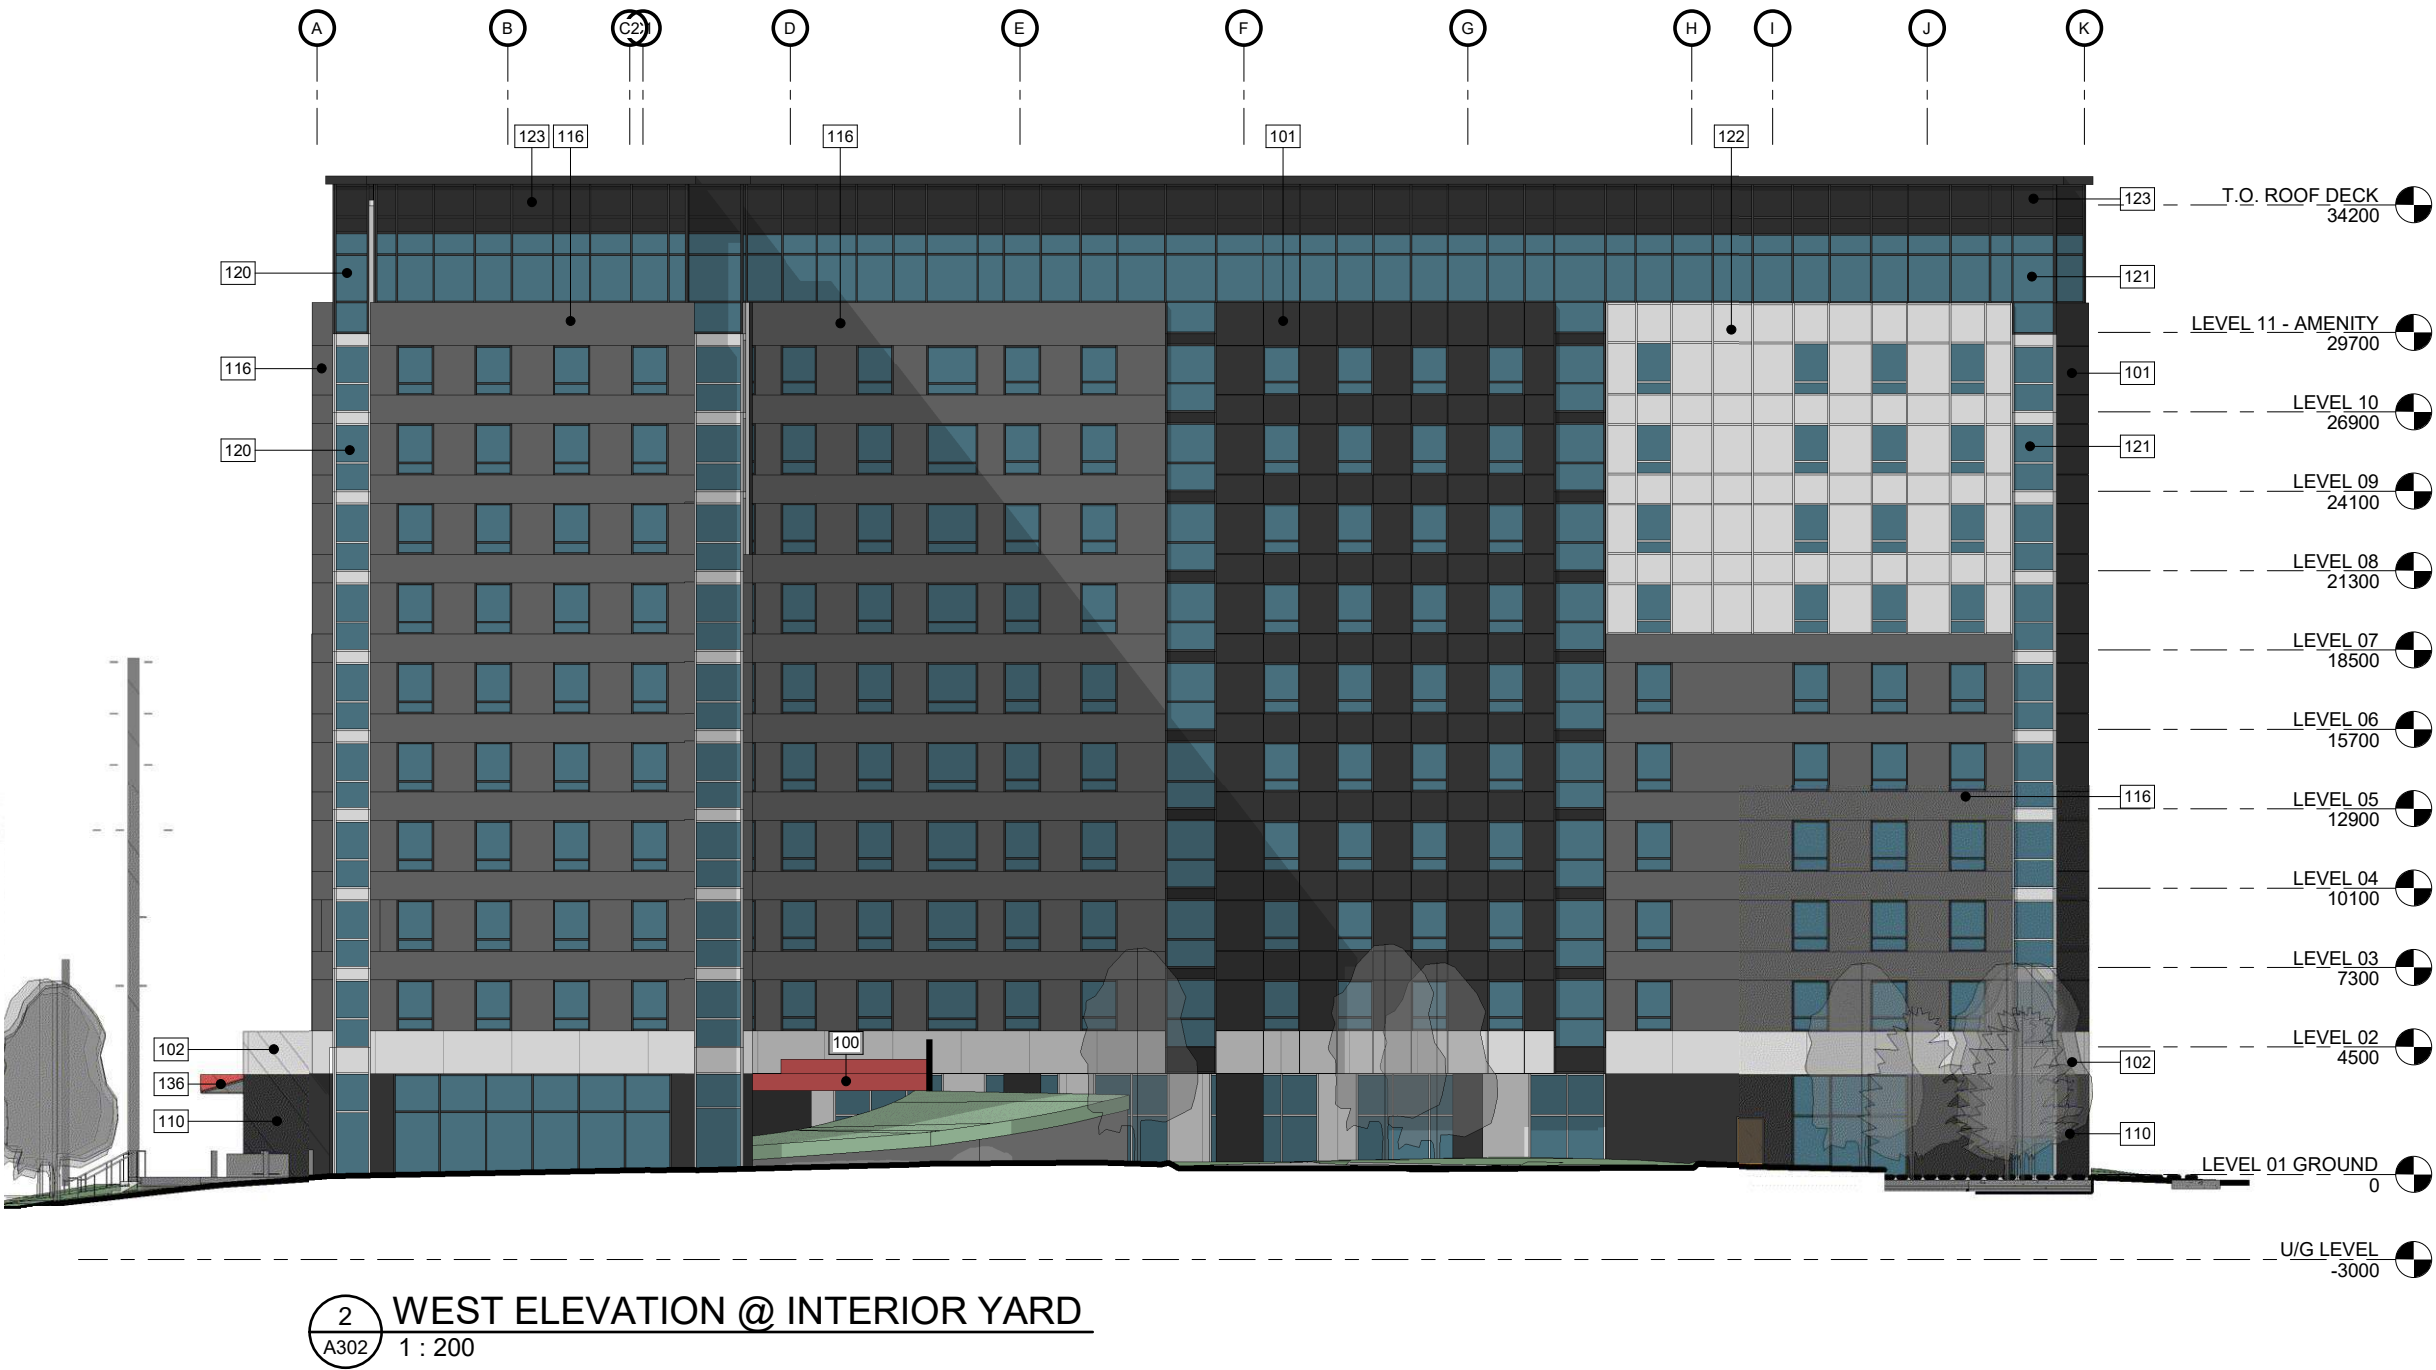 A B C2 D E F G H I J K
123 116 116 101 122
123
T.O. ROOF DECK
34200
120
121
LEVEL 11 - AMENITY
29700
116
101
LEVEL 10
26900
120
121
LEVEL 09
24100
LEVEL 08
21300
LEVEL 07
18500
LEVEL 06
15700
116
LEVEL 05
12900
LEVEL 04
10100
LEVEL 03
7300
100
LEVEL 02
4500
102
102
136
110
110
LEVEL 01 GROUND
0
U/G LEVEL
-3000
2
A302
WEST ELEVATION @ INTERIOR YARD
1 : 200